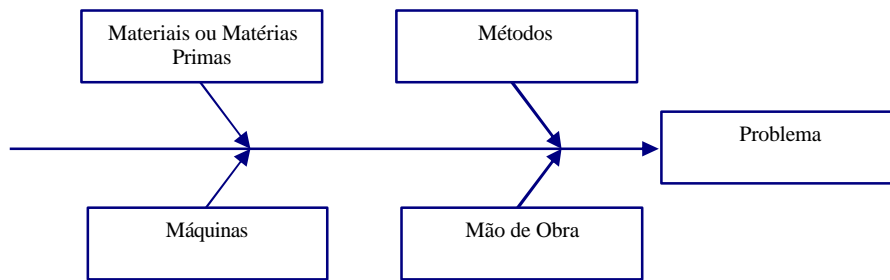 Materiais ou Matérias
Primas
Métodos
Problema
Máquinas
Mão de Obra